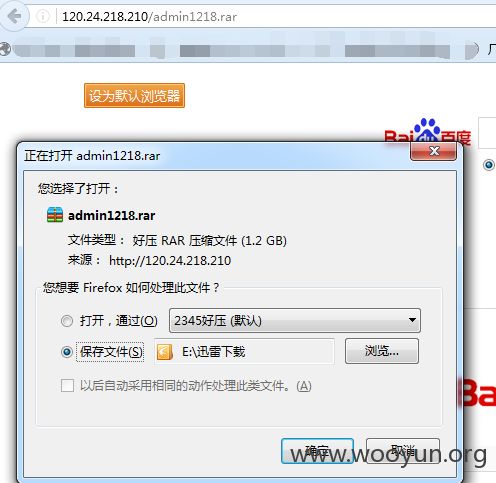 120.24.218.210/admin1218.rar
设为默认浏览器
Bai百度
正在打开 admin1218.rar
您选择了打开：
admin1218.rar
文件类型： 好压 RAR 压缩文件 (1.2 GB)
来源： http://120.24.218.210
您想要 Firefox 如何处理此文件？
打开，通过(O) 2345好压 (默认)
保存文件(S) E:\迅雷下载 浏览...
以后自动采用相同的动作处理此类文件。(A)
确定 取消
www.wooyun.org